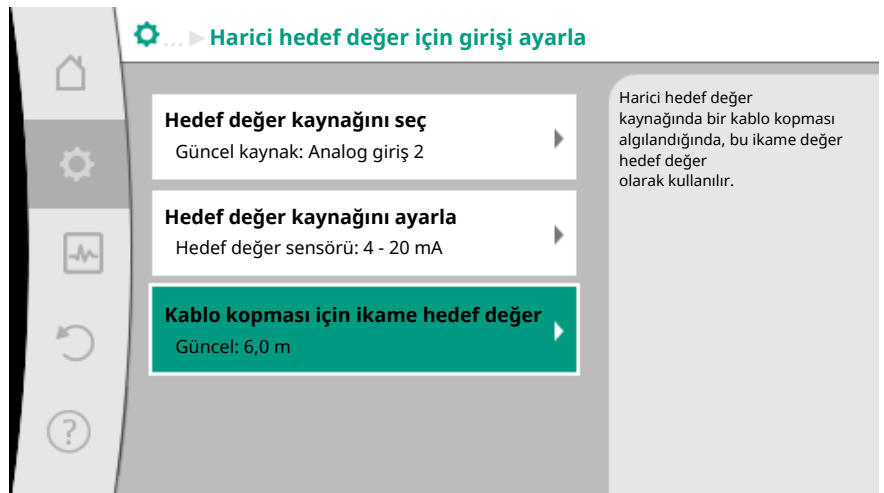 ... Harici hedef değer için girişi ayarla
Hedef değer kaynağını seç
Güncel kaynak: Analog giriş 2
Hedef değer kaynağını ayarla
Hedef değer sensörü: 4 - 20 mA
Kablo kopması için ikame hedef değer
Güncel: 6,0 m
Harici hedef değer
kaynağında bir kablo kopması
algılandığında, bu ikame değer
hedef değer
olarak kullanılır.
?